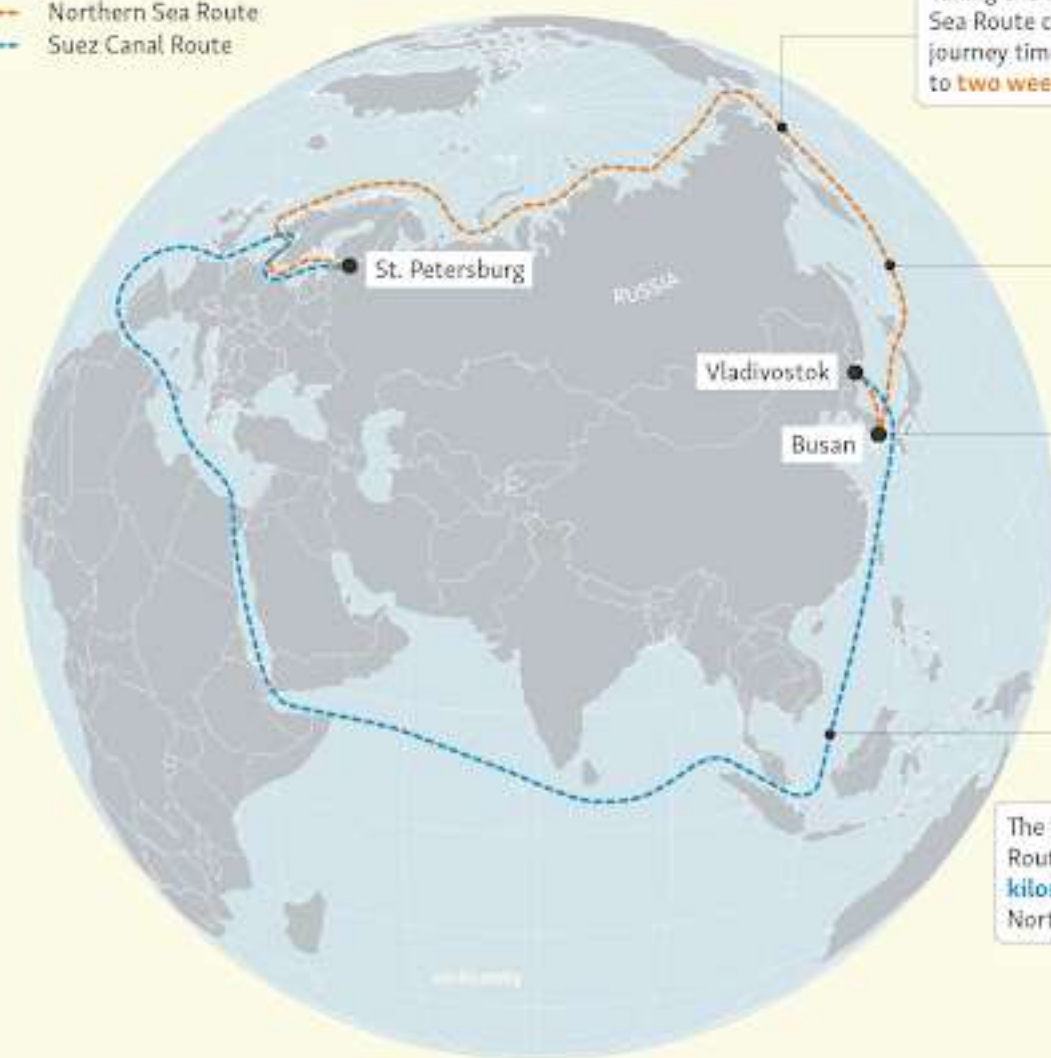 Northern Sea Route
Suez Canal Route
Sea Route c
journey tim
to two wee
St. Petersburg
RUSSIA
Vladivostok
Busan
The
Rout
kilo
Nort